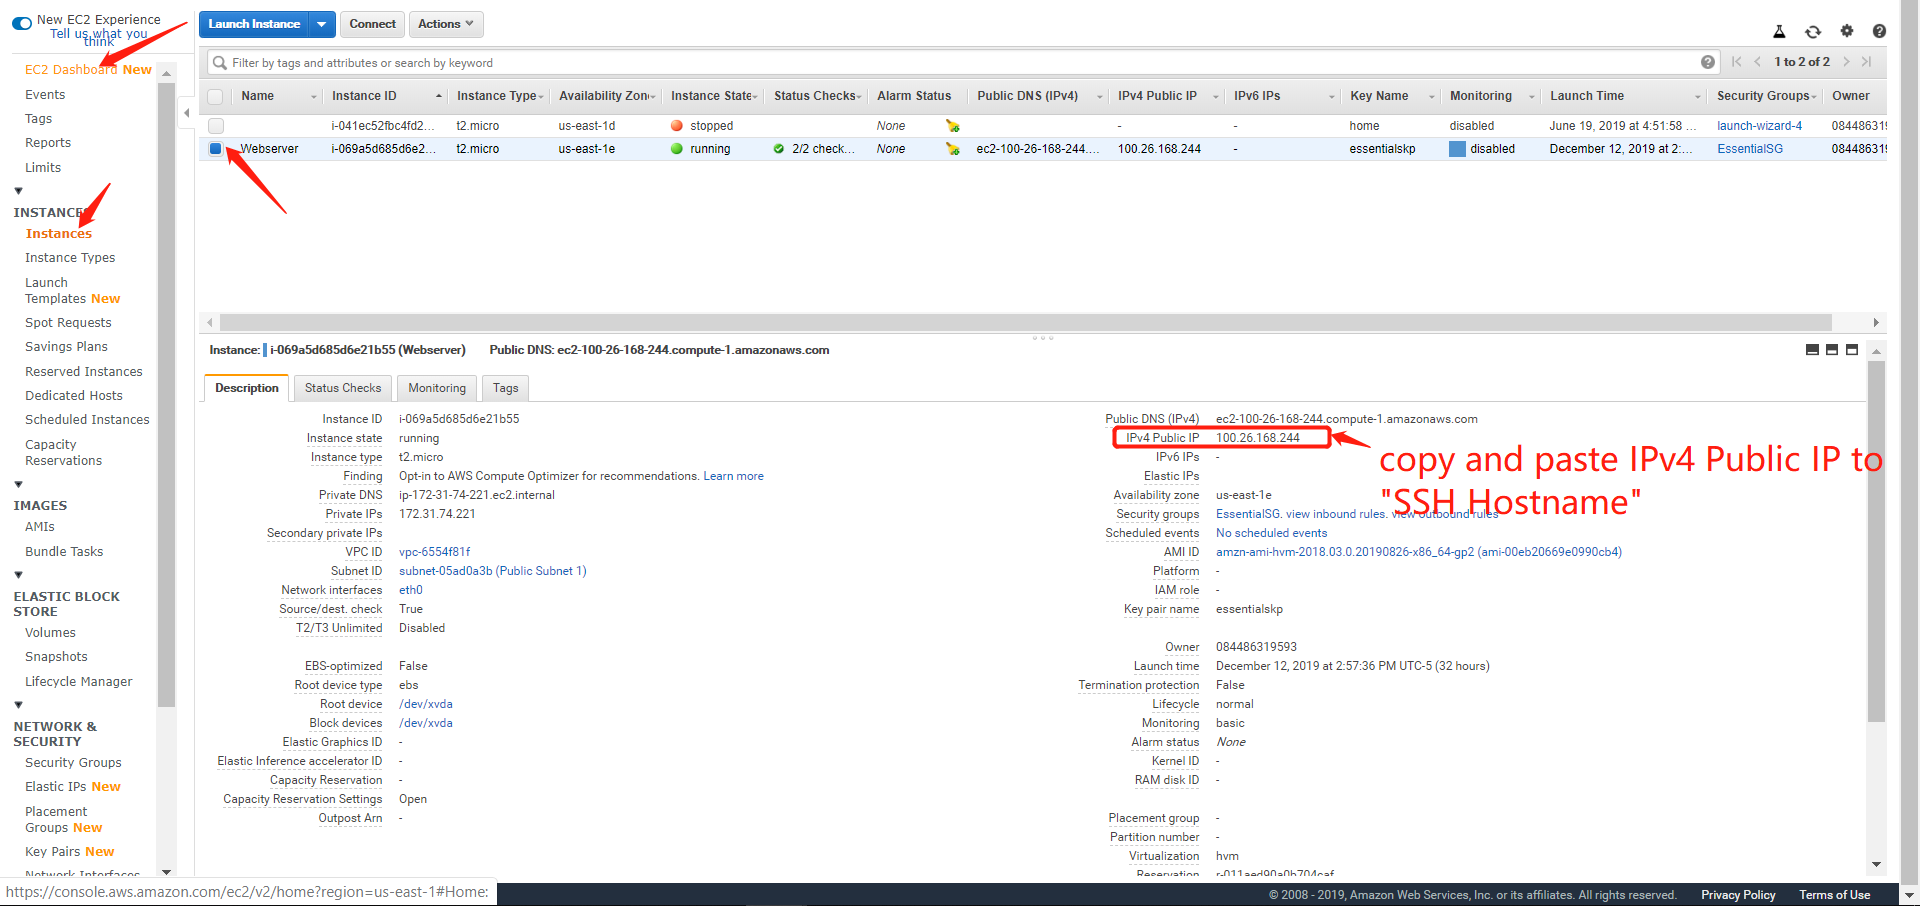 New EC2 Experience
Tell us what you
think
EC2 Dashboard New
Events
Tags
Reports
Limits
INSTANCES
Instances
Instance Types
Launch
Templates New
Spot Requests
Savings Plans
Reserved Instances
Dedicated Hosts
Scheduled Instances
Capacity
Reservations
IMAGES
AMIs
Bundle Tasks
ELASTIC BLOCK
STORE
Volumes
Snapshots
Lifecycle Manager
NETWORK &
SECURITY
Security Groups
Elastic IPs New
Placement
Groups New
Key Pairs New
Network Interfaces
https://console.aws.amazon.com/ec2/v2/home?region=us-east-1#Home:
Launch Instance Connect Actions
Filter by tags and attributes or search by keyword 1 to 2 of 2
Name Instance ID Instance Type Availability Zon Instance State Status Checks Alarm Status Public DNS (IPv4) IPv4 Public IP IPv6 IPs Key Name Monitoring Launch Time Security Groups Owner
i-041ec52fbc4fd2... t2.micro us-east-1d stopped None - - home disabled June 19, 2019 at 4:51:58 ... launch-wizard-4 08448631
Webserver i-069a5d685d6e2... t2.micro us-east-1e running 2/2 check... None ec2-100-26-168-244.... 100.26.168.244 - essentialskp disabled December 12, 2019 at 2:... EssentialSG 08448631
Instance: i-069a5d685d6e21b55 (Webserver) Public DNS: ec2-100-26-168-244.compute-1.amazonaws.com
Description Status Checks Monitoring Tags
Instance ID i-069a5d685d6e21b55
Instance state running
Instance type t2.micro
Finding Opt-in to AWS Compute Optimizer for recommendations. Learn more
Private DNS ip-172-31-74-221.ec2.internal
Private IPs 172.31.74.221
Secondary private IPs
VPC ID vpc-6554f81f
Subnet ID subnet-05ad0a3b (Public Subnet 1)
Network interfaces eth0
Source/dest. check True
T2/T3 Unlimited Disabled
EBS-optimized False
Root device type ebs
Root device /dev/xvda
Block devices /dev/xvda
Elastic Graphics ID -
Elastic Inference accelerator ID -
Capacity Reservation -
Capacity Reservation Settings Open
Outpost Arn -
Public DNS (IPv4) ec2-100-26-168-244.compute-1.amazonaws.com
IPv4 Public IP 100.26.168.244
IPv6 IPs -
Elastic IPs
Availability zone us-east-1e
Security groups EssentialSG. view inbound rules. view outbound rules
Scheduled events No scheduled events
AMI ID amzn-ami-hvm-2018.03.0.20190826-x86_64-gp2 (ami-00eb20669e0990cb4)
Platform -
IAM role -
Key pair name essentialskp
Owner 084486319593
Launch time December 12, 2019 at 2:57:36 PM UTC-5 (32 hours)
Termination protection False
Lifecycle normal
Monitoring basic
Alarm status None
Kernel ID -
RAM disk ID -
Placement group -
Partition number -
Virtualization hvm
Reservation r-011aed90a0b704caf
copy and paste IPv4 Public IP to
"SSH Hostname"
© 2008 - 2019, Amazon Web Services, Inc. or its affiliates. All rights reserved. Privacy Policy Terms of Use